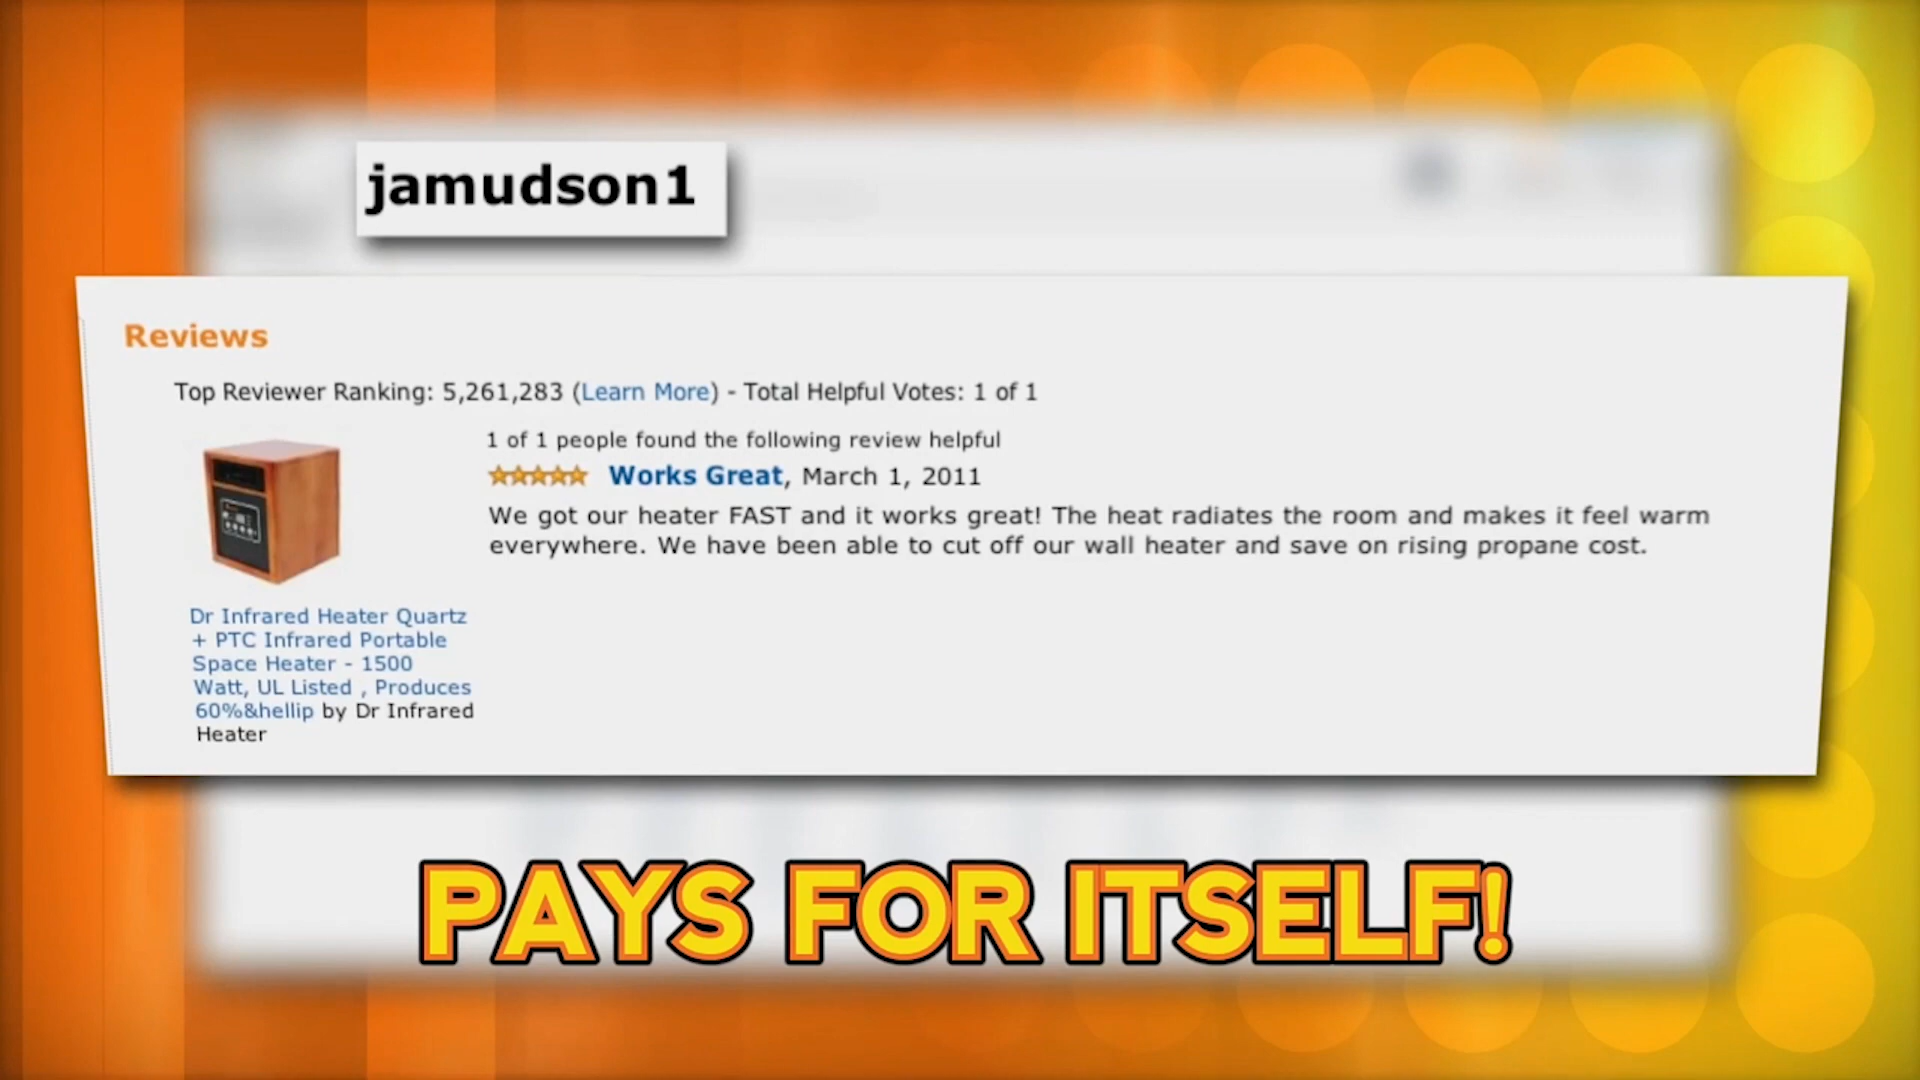 jamudson1
Reviews
Top Reviewer Ranking: 5,261,283 (Learn More) - Total Helpful Votes: 1 of 1
1 of 1 people found the following review helpful
Works Great, March 1, 2011
We got our heater FAST and it works great! The heat radiates the room and makes it feel warm
everywhere. We have been able to cut off our wall heater and save on rising propane cost.
Dr Infrared Heater Quartz
+ PTC Infrared Portable
Space Heater - 1500
Watt, UL Listed , Produces
60%&hellip by Dr Infrared
Heater
PAYS FOR ITSELF!